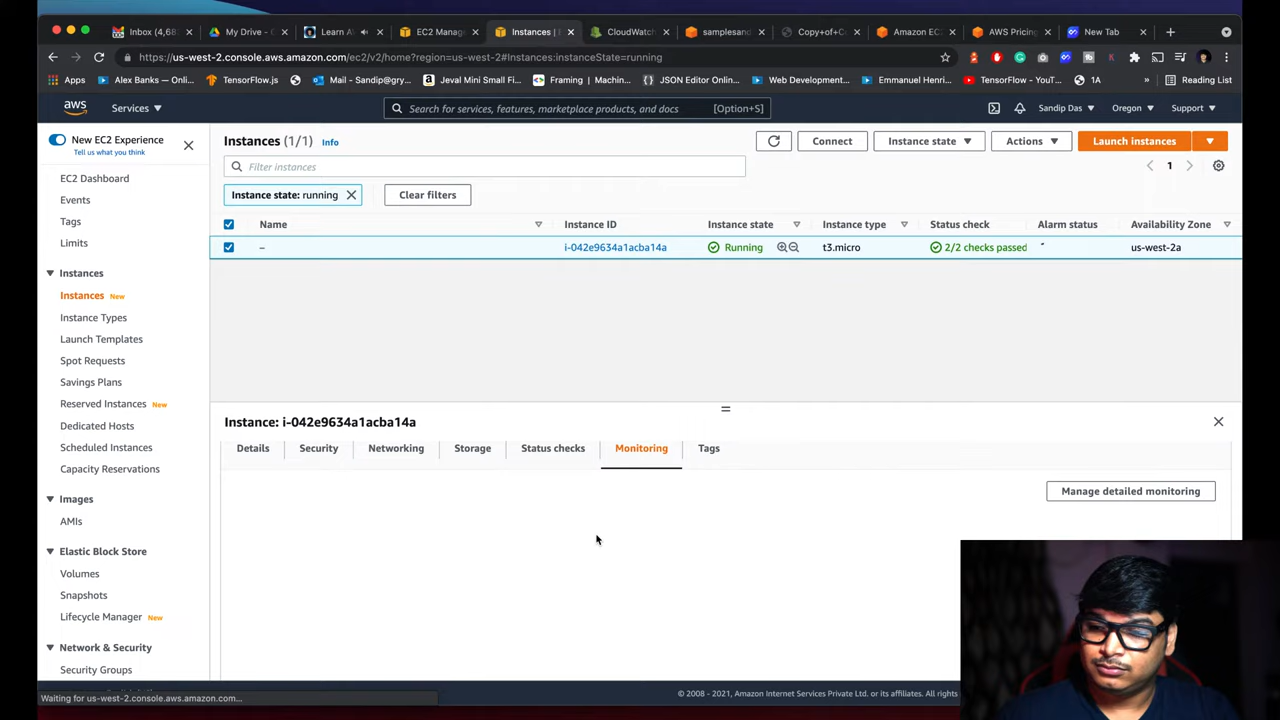 Inbox (4,68
My Drive - G
Learn A
EC2 Manag
Instances |
CloudWatch
samplesand
Copy+of+C
Amazon EC
AWS Pricing
New Tab
https://us-west-2.console.aws.amazon.com/ec2/v2/home?region=us-west-2#Instances:instanceState=running
Apps
Alex Banks — Onli...
TensorFlow.js
Mail - Sandip@gry...
Jeval Mini Small Fi...
Framing | Machin...
JSON Editor Onlin...
Web Development...
Emmanuel Henri...
TensorFlow - YouT...
1A
»
Reading List
aws
Services
Search for services, features, marketplace products, and docs
[Option+S]
Sandip Das
Oregon
Support
New EC2 Experience
Tell us what you think
EC2 Dashboard
Events
Tags
Limits
Instances
Instances New
Instance Types
Launch Templates
Spot Requests
Savings Plans
Reserved Instances New
Dedicated Hosts
Scheduled Instances
Capacity Reservations
Images
AMIs
Elastic Block Store
Volumes
Snapshots
Lifecycle Manager New
Network & Security
Security Groups
Instances (1/1) Info
Connect
Instance state
Actions
Launch instances
Filter instances
1
Instance state: running
Clear filters
Name
Instance ID
Instance state
Instance type
Status check
Alarm status
Availability Zone
–
i-042e9634a1acba14a
Running
t3.micro
2/2 checks passed
us-west-2a
Instance: i-042e9634a1acba14a
Details
Security
Networking
Storage
Status checks
Monitoring
Tags
Manage detailed monitoring
Waiting for us-west-2.console.aws.amazon.com...
© 2008 - 2021, Amazon Internet Services Private Ltd. or its affiliates. All rights